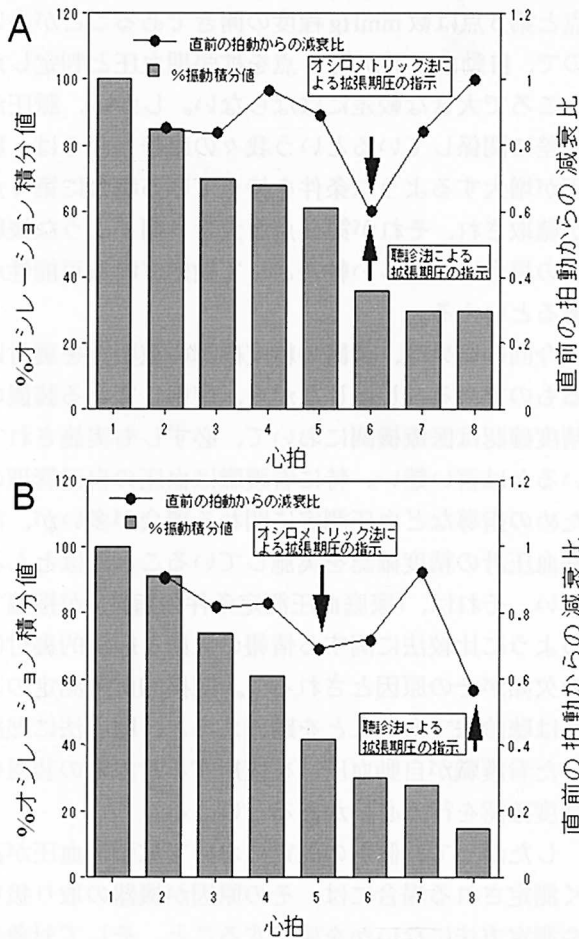 A
120
1.2
直前の拍動からの減衰比
%振動積分値
オシロメトリック法に
よる拡張期圧の指示
100
1
80
0.8
60
0.6
聴診法による
拡張期圧の指示
40
0.4
20
0.2
0
0
1 2 3 4 5 6 7 8
心拍
%オシレーション積分値
直前の拍動からの減衰比
B
120
1.2
直前の拍動からの減衰比
%振動積分値
オシロメトリック法に
よる拡張期圧の指示
100
1
80
0.8
60
0.6
聴診法による
拡張期圧の指示
40
0.4
20
0.2
0
0
1 2 3 4 5 6 7 8
心拍
%オシレーション積分値
直前の拍動からの減衰比